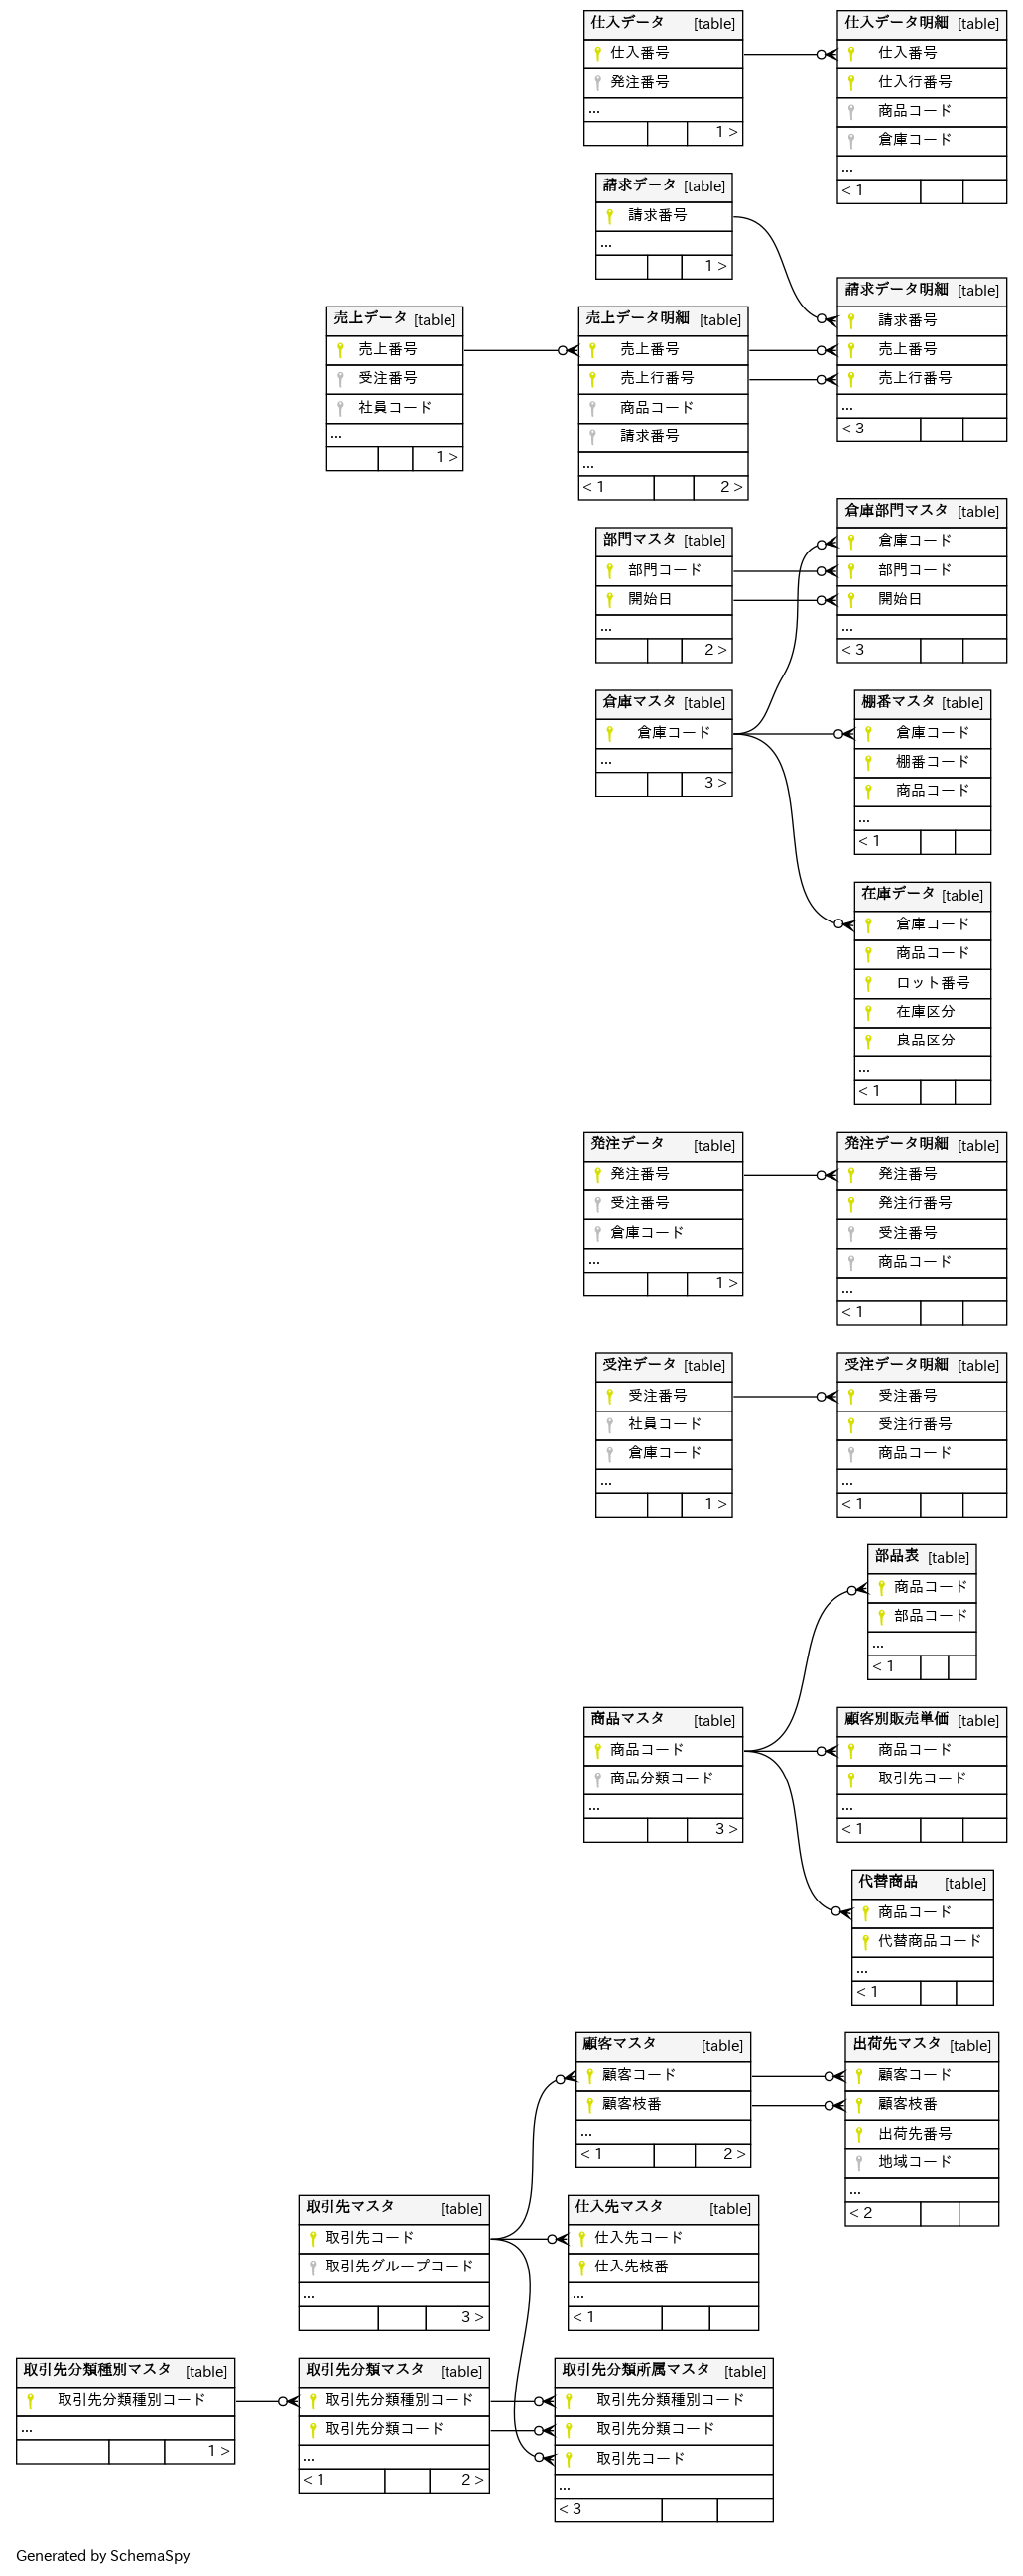 仕入データ [table]
仕入番号
発注番号
...
1 >
仕入データ明細 [table]
仕入番号
仕入行番号
商品コード
倉庫コード
...
< 1
請求データ [table]
請求番号
...
1 >
請求データ明細 [table]
請求番号
売上番号
売上行番号
...
< 3
売上データ [table]
売上番号
受注番号
社員コード
...
1 >
売上データ明細 [table]
売上番号
売上行番号
商品コード
請求番号
...
< 1 2 >
倉庫部門マスタ [table]
倉庫コード
部門コード
開始日
...
< 3
部門マスタ [table]
部門コード
開始日
...
2 >
倉庫マスタ [table]
倉庫コード
...
3 >
棚番マスタ [table]
倉庫コード
棚番コード
商品コード
...
< 1
在庫データ [table]
倉庫コード
商品コード
ロット番号
在庫区分
良品区分
...
< 1
発注データ [table]
発注番号
受注番号
倉庫コード
...
1 >
発注データ明細 [table]
発注番号
発注行番号
受注番号
商品コード
...
< 1
受注データ [table]
受注番号
社員コード
倉庫コード
...
1 >
受注データ明細 [table]
受注番号
受注行番号
商品コード
...
< 1
部品表 [table]
商品コード
部品コード
...
< 1
商品マスタ [table]
商品コード
商品分類コード
...
3 >
顧客別販売単価 [table]
商品コード
取引先コード
...
< 1
代替商品 [table]
商品コード
代替商品コード
...
< 1
顧客マスタ [table]
顧客コード
顧客枝番
...
< 1 2 >
出荷先マスタ [table]
顧客コード
顧客枝番
出荷先番号
地域コード
...
< 2
取引先マスタ [table]
取引先コード
取引先グループコード
...
3 >
仕入先マスタ [table]
仕入先コード
仕入先枝番
...
< 1
取引先分類種別マスタ [table]
取引先分類種別コード
...
1 >
取引先分類マスタ [table]
取引先分類種別コード
取引先分類コード
...
< 1 2 >
取引先分類所属マスタ [table]
取引先分類種別コード
取引先分類コード
取引先コード
...
< 3
Generated by SchemaSpy